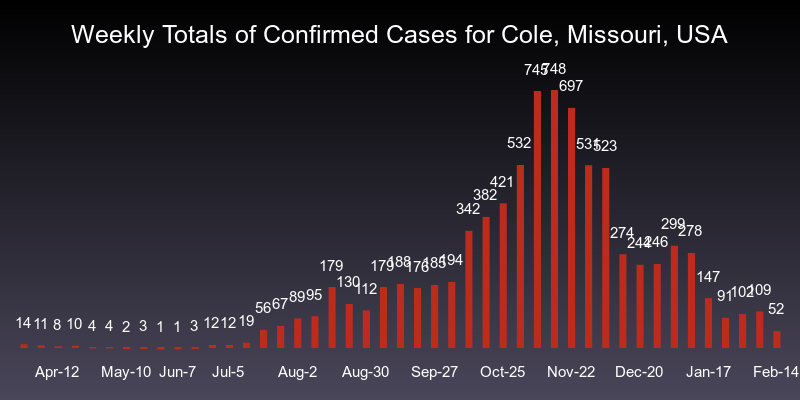 Weekly Totals of Confirmed Cases for Cole, Missouri, USA
14 11 8 10 4 4 2 3 1 1 3 12 12 19 56 67 89 95 179 130 112 179 188 176 185 194 342 382 421 532 745 748 697 531 523 274 244 246 299 278 147 91 102 109 52
Apr-12 May-10 Jun-7 Jul-5 Aug-2 Aug-30 Sep-27 Oct-25 Nov-22 Dec-20 Jan-17 Feb-14